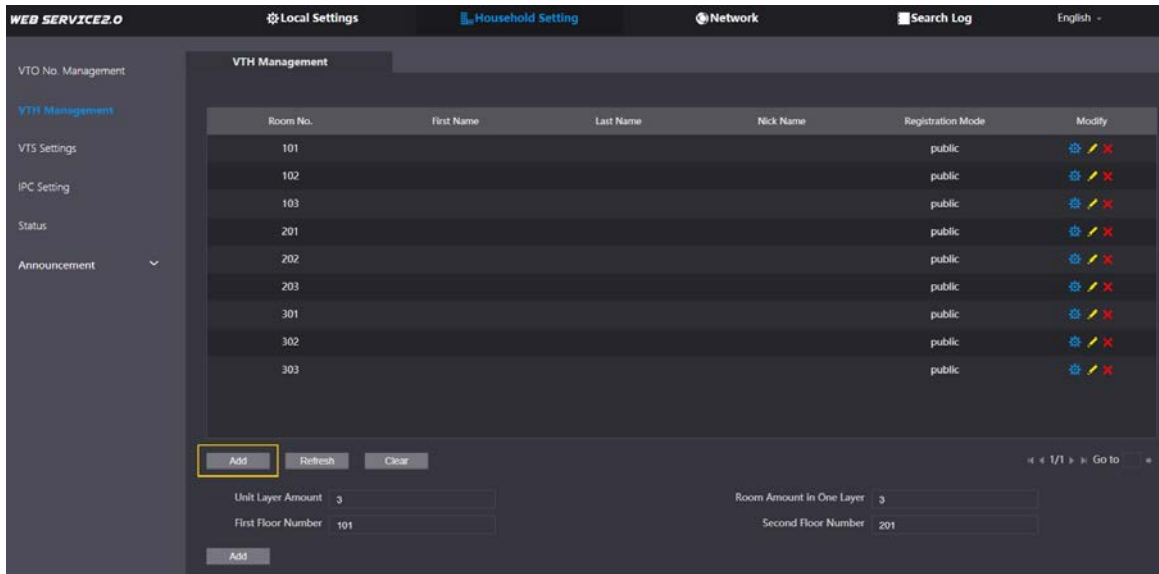 WEB SERVICE2.0 Local Settings Household Setting Network Search Log English
VTO No. Management
VTH Management
VTS Settings
IPC Setting
Status
Announcement
VTH Management
Room No. First Name Last Name Nick Name Registration Mode Modify
101 public
102 public
103 public
201 public
202 public
203 public
301 public
302 public
303 public
Add Refresh Clear 1/1 Go to
Unit Layer Amount 3 Room Amount in One Layer 3
First Floor Number 101 Second Floor Number 201
Add